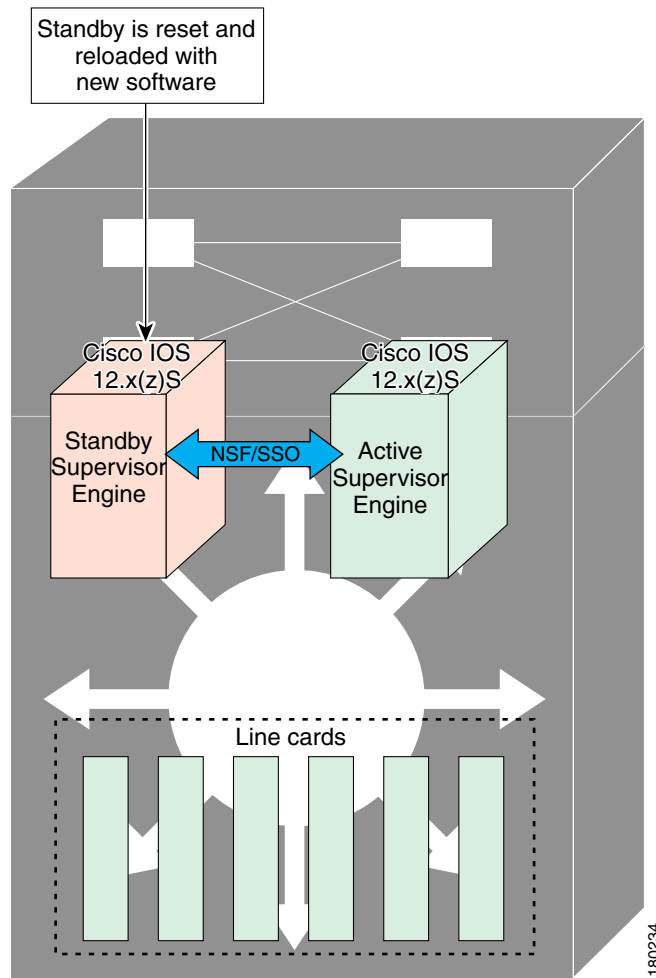 Standby is reset and
reloaded with
new software
Cisco IOS
12.x(z)S
Cisco IOS
12.x(z)S
Standby
Supervisor
Engine
NSF/SSO
Active
Supervisor
Engine
Line cards
180234